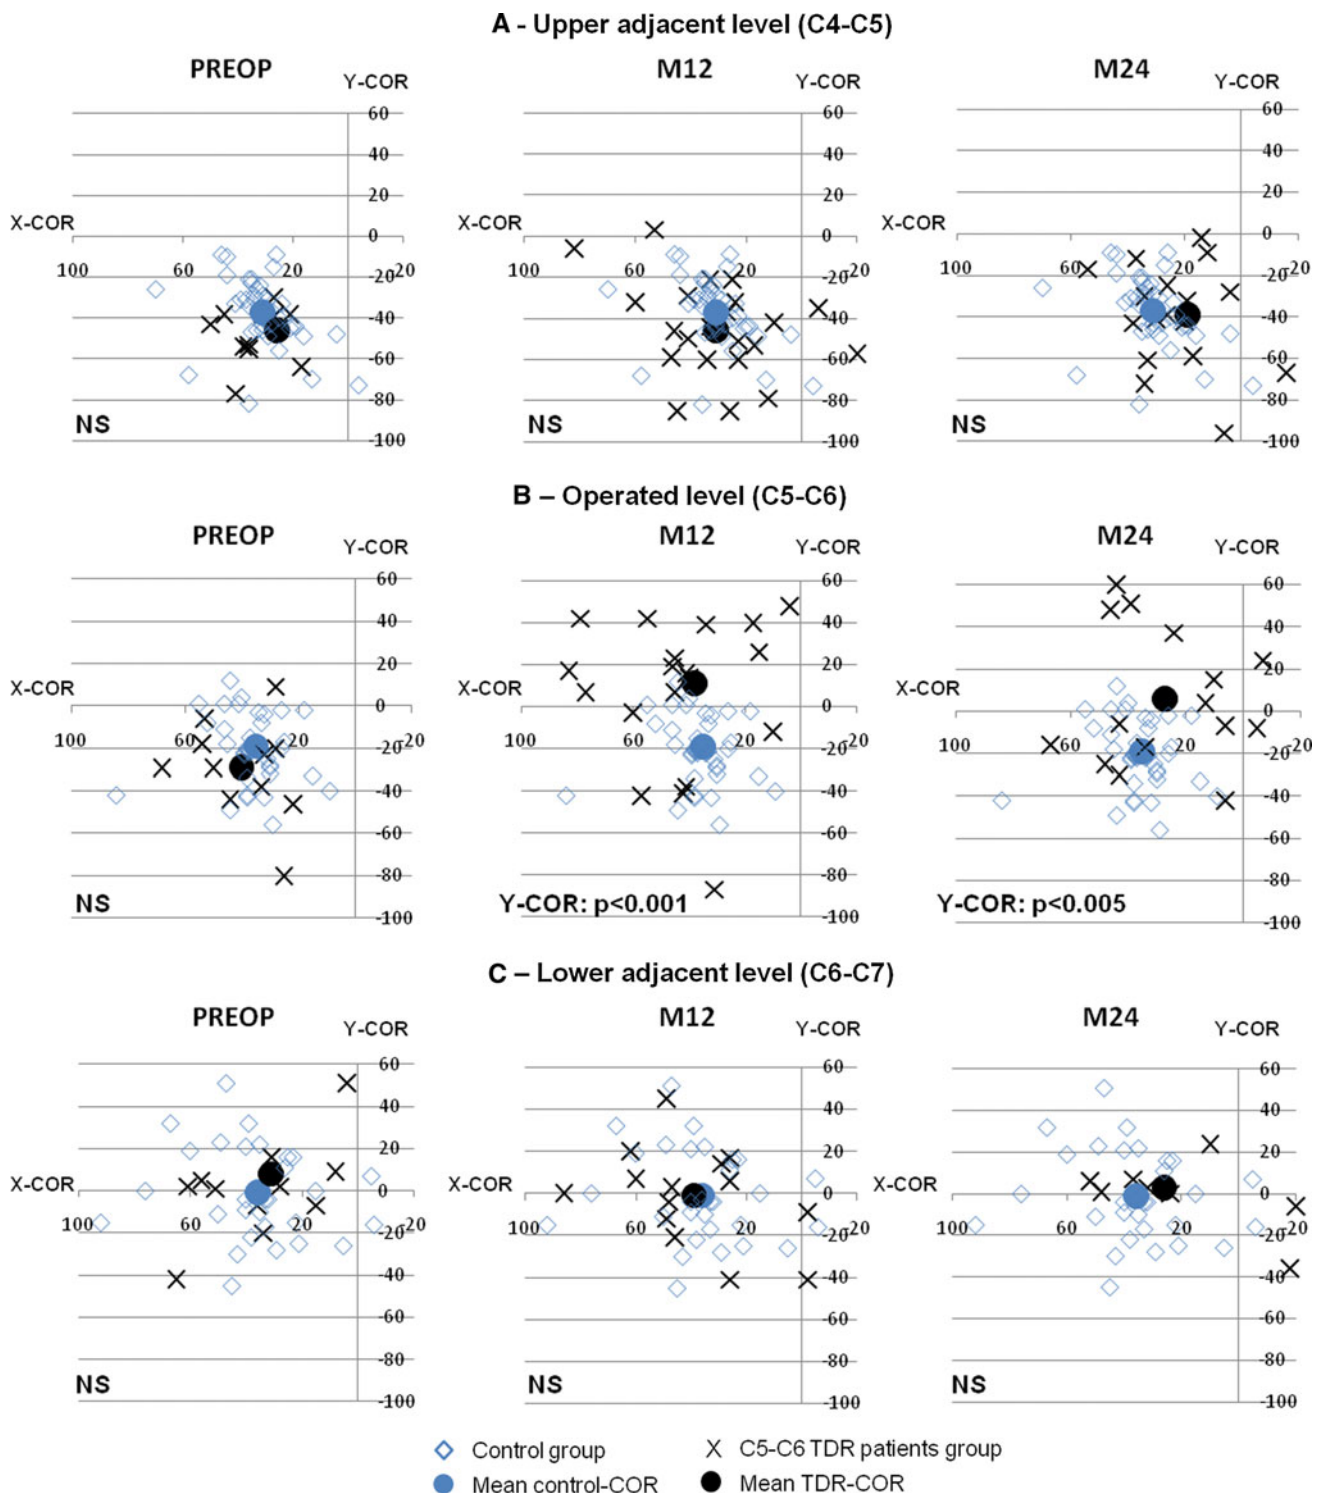 A - Upper adjacent level (C4-C5)
PREOP
Y-COR
M12
Y-COR
M24
Y-COR
60
40
20
X-COR
0
100
60
20
-20
-20
-40
-60
-80
-100
NS
60
40
20
X-COR
0
100
60
20
-20
-20
-40
-60
-80
-100
NS
60
40
20
X-COR
0
100
60
20
-20
-20
-40
-60
-80
-100
NS
B – Operated level (C5-C6)
PREOP
Y-COR
M12
Y-COR
M24
Y-COR
60
40
20
X-COR
0
100
60
20
-20
20
-40
-60
-80
-100
NS
60
40
20
X-COR
0
100
60
20
-20
20
-40
-60
-80
-100
Y-COR: p<0.001
60
40
20
X-COR
0
100
60
20
-20
-20
-40
-60
-80
-100
Y-COR: p<0.005
C – Lower adjacent level (C6-C7)
PREOP
Y-COR
M12
Y-COR
M24
Y-COR
60
40
20
X-COR
0
100
60
20
-20
20
-40
-60
-80
-100
NS
60
40
20
X-COR
0
100
60
20
-20
20
-40
-60
-80
-100
NS
60
40
20
X-COR
0
100
60
20
-20
20
-40
-60
-80
-100
NS
Control group
C5-C6 TDR patients group
Mean control-COR
Mean TDR-COR